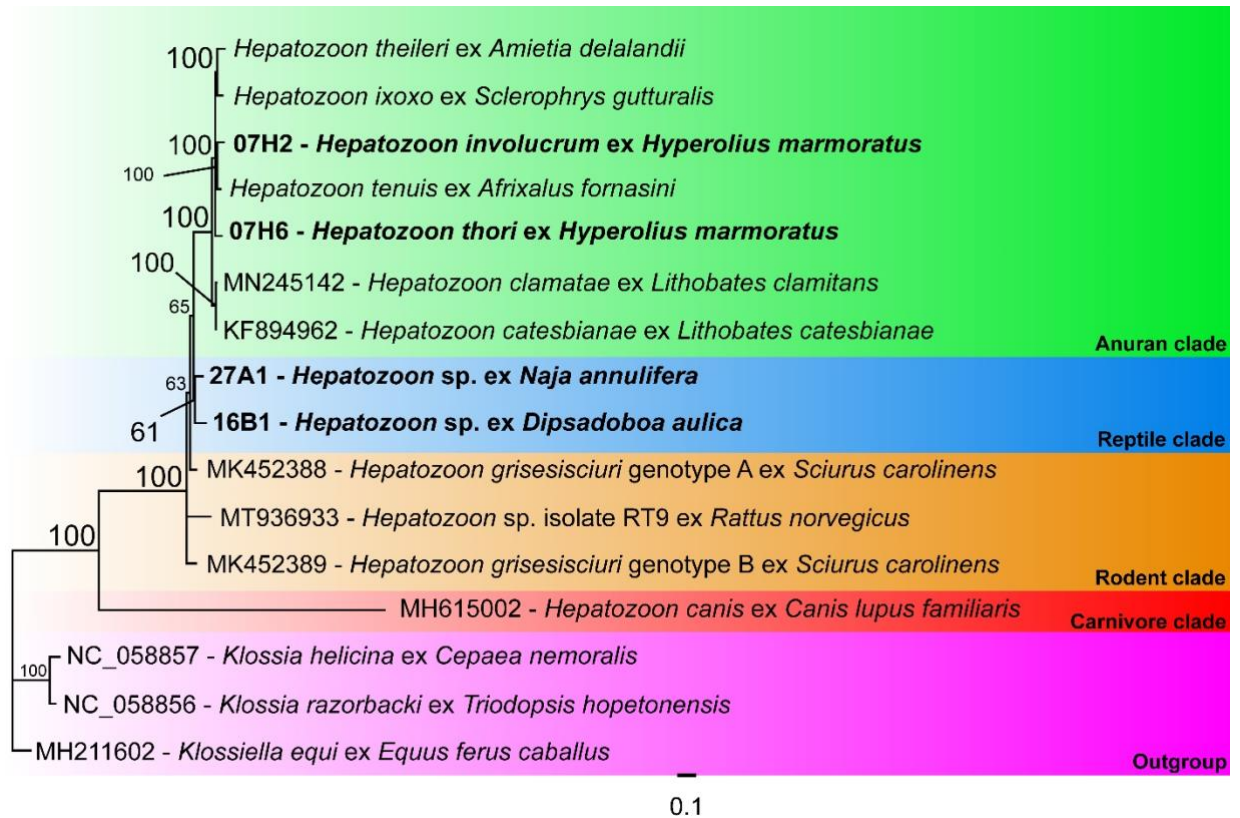 100 Hepatozoon theileri ex Amietia delalandii
Hepatozoon ixoxo ex Sclerophrys gutturalis
100 07H2 - Hepatozoon involucrum ex Hyperolius marmoratus
100
Hepatozoon tenuis ex Afrixalus fornasini
100
07H6 - Hepatozoon thori ex Hyperolius marmoratus
100
MN245142 - Hepatozoon clamatae ex Lithobates clamitans
65
KF894962 - Hepatozoon catesbianae ex Lithobates catesbianae
Anuran clade
63
27A1 - Hepatozoon sp. ex Naja annulifera
61
16B1 - Hepatozoon sp. ex Dipsadoboa aulica
Reptile clade
100
MK452388 - Hepatozoon grisesisciuri genotype A ex Sciurus carolinens
MT936933 - Hepatozoon sp. isolate RT9 ex Rattus norvegicus
100
MK452389 - Hepatozoon grisesisciuri genotype B ex Sciurus carolinens
Rodent clade
MH615002 - Hepatozoon canis ex Canis lupus familiaris
Carnivore clade
NC_058857 - Klossia helicina ex Cepaea nemoralis
100
NC_058856 - Klossia razorbacki ex Triodopsis hopetonensis
MH211602 - Klossiella equi ex Equus ferus caballus
Outgroup
0.1